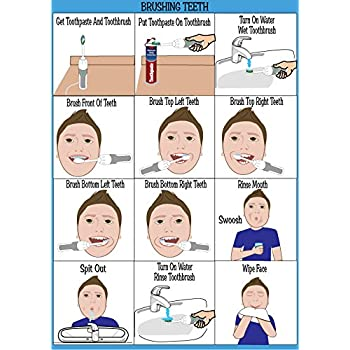 BRUSHING TEETH
Get Toothpaste And Toothbrush
Put Toothpaste On Toothbrush
Turn On Water
Wet Toothbrush
Toothpaste
Brush Front Of Teeth
Brush Top Left Teeth
Brush Top Right Teeth
Brush Bottom Left Teeth
Brush Bottom Right Teeth
Rinse Mouth
Swoosh
Spit Out
Turn On Water
Rinse Toothbrush
Wipe Face